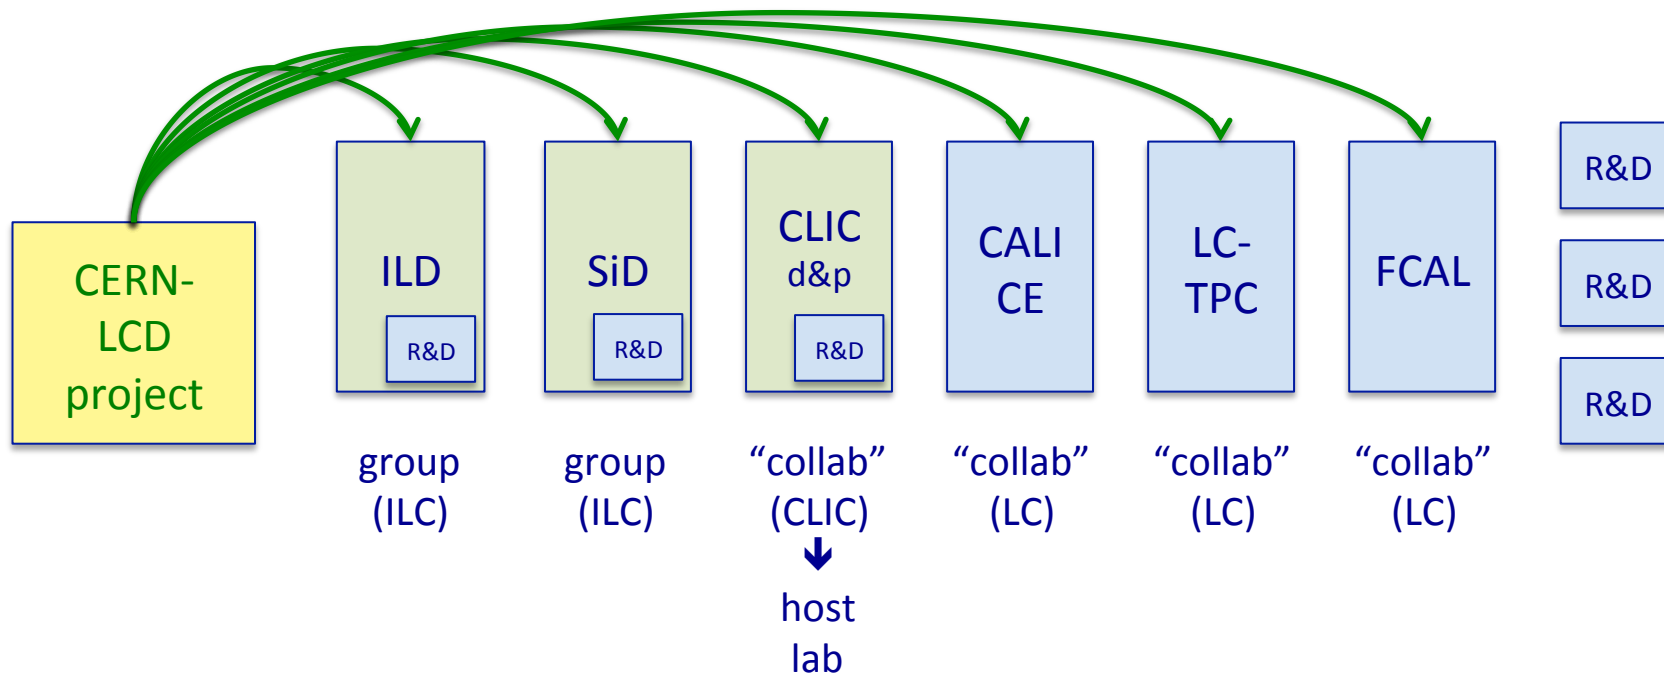 CERN-
LCD
project
ILD
R&D
group
(ILC)
SiD
R&D
group
(ILC)
CLIC
d&p
R&D
“collab”
(CLIC)
🡻
host
lab
CALI
CE
“collab”
(LC)
LC-
TPC
“collab”
(LC)
FCAL
“collab”
(LC)
R&D
R&D
R&D